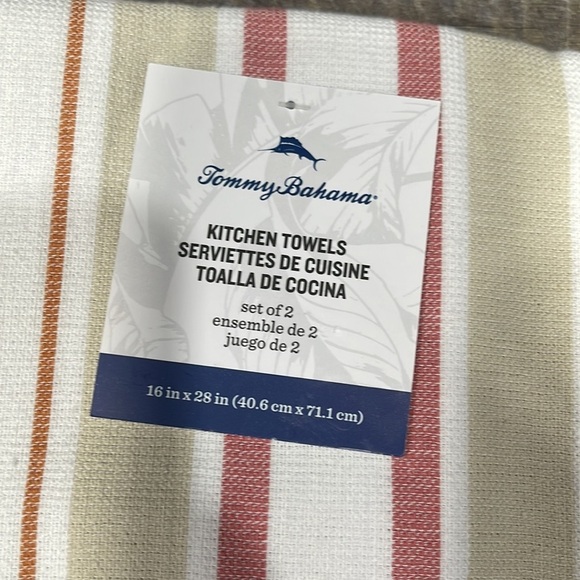 Tommy Bahama
KITCHEN TOWELS
SERVIETTES DE CUISINE
TOALLA DE COCINA
set of 2
ensemble de 2
juego de 2
16 in x 28 in (40.6 cm x 71.1 cm)